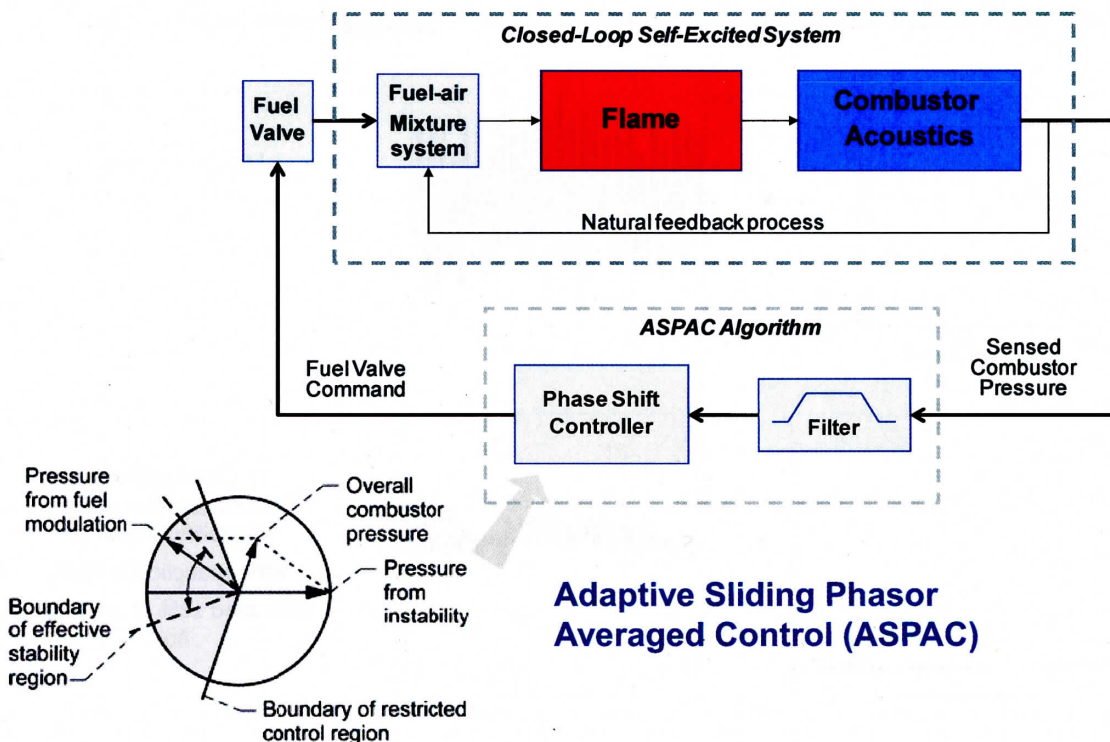 Closed-Loop Self-Excited System
Fuel
Valve
Fuel-air
Mixture
system
Flame
Combustor
Acoustics
Natural feedback process
ASPAC Algorithm
Fuel Valve
Command
Phase Shift
Controller
Filter
Sensed
Combustor
Pressure
Pressure
from fuel
modulation
Overall
combustor
pressure
Pressure
from
instability
Boundary
of effective
stability
region
Boundary of restricted
control region
Adaptive Sliding Phasor
Averaged Control (ASPAC)